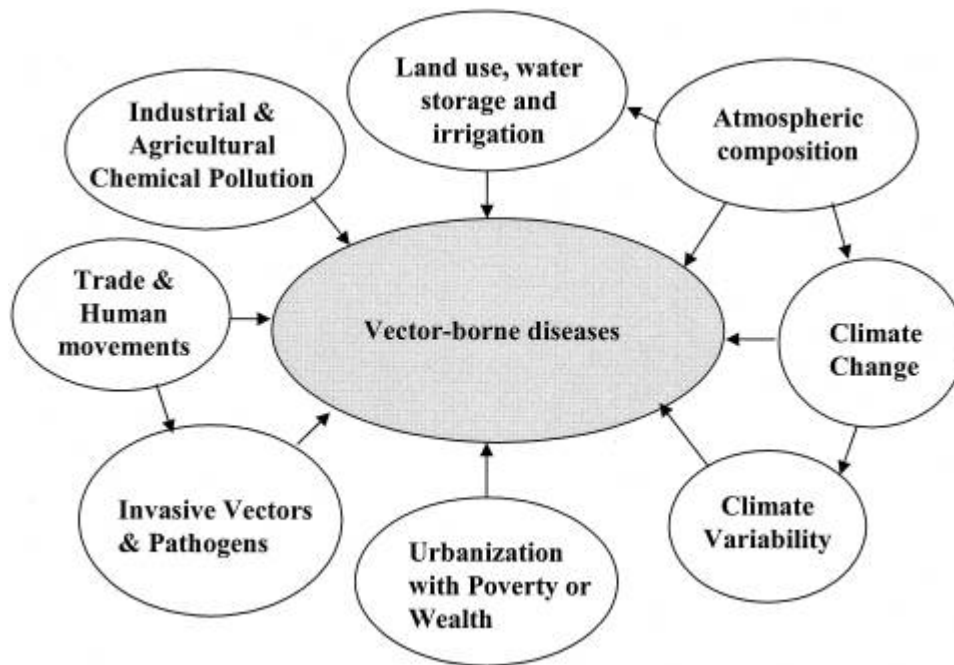 Land use, water
storage and
irrigation
Industrial &
Agricultural
Chemical Pollution
Atmospheric
composition
Trade &
Human
movements
Vector-borne diseases
Climate
Change
Invasive Vectors
& Pathogens
Urbanization
with Poverty or
Wealth
Climate
Variability